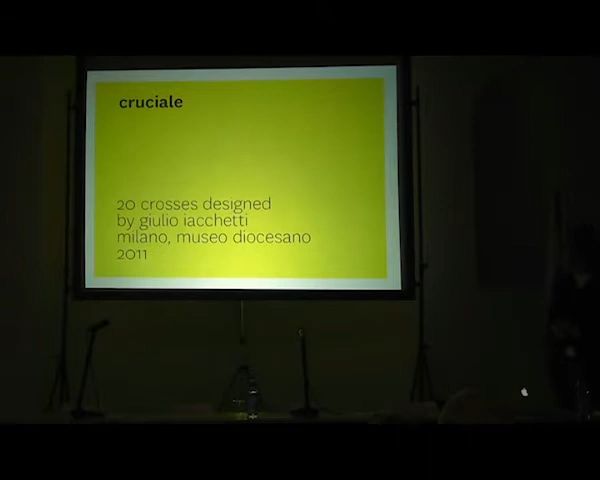 cruciale
20 crosses designed
by giulio iacchetti
milano, museo diocesano
2011